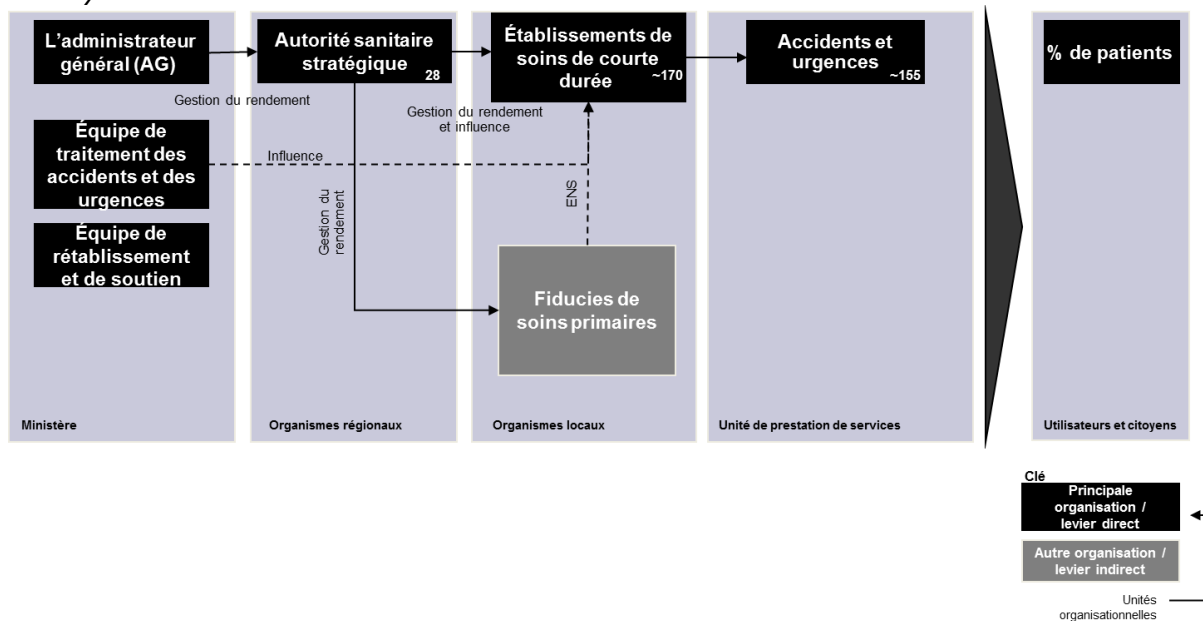 L'administrateur
général (AG)
Autorité sanitaire
stratégique
28
Établissements de
soins de courte
durée
~170
Accidents et
urgences
~155
% de patients
Gestion du rendement
Gestion du rendement
et influence
Équipe de
traitement des
accidents et des
urgences
Influence
Gestion du
rendement
ENS
Équipe de
rétablissement
et de soutien
Fiducies de
soins primaires
Ministère
Organismes régionaux
Organismes locaux
Unité de prestation de services
Utilisateurs et citoyens
Clé
Principale
organisation /
levier direct
Autre organisation /
levier indirect
Unités
organisationnelles